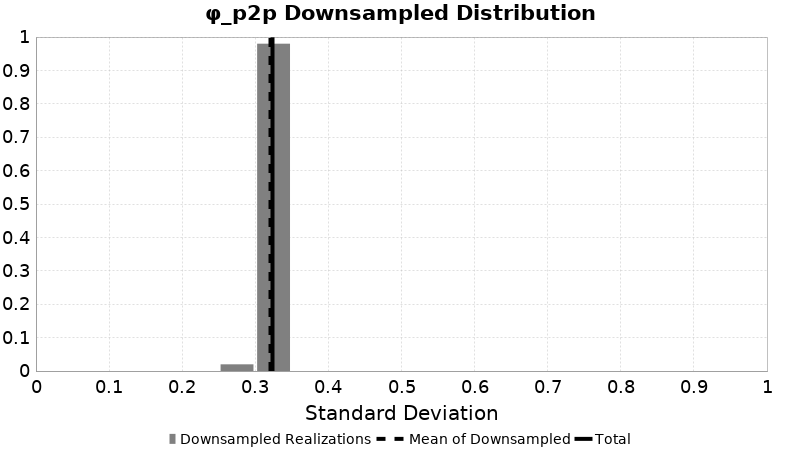 φ_p2p Downsampled Distribution
1
0.9
0.8
0.7
0.6
0.5
0.4
0.3
0.2
0.1
0
0 0.1 0.2 0.3 0.4 0.5 0.6 0.7 0.8 0.9 1
Standard Deviation
Downsampled Realizations Mean of Downsampled Total